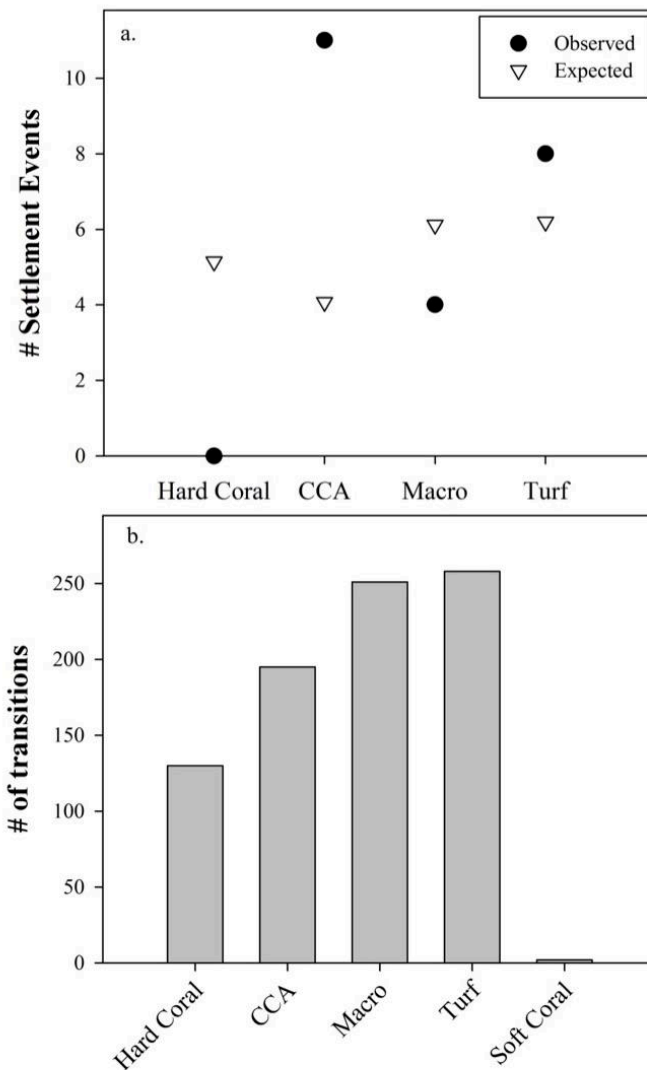 a.
Observed
Expected
# Settlement Events
10
8
6
4
2
0
Hard Coral CCA Macro Turf
b.
# of transitions
250
200
150
100
50
0
Hard Coral
CCA
Macro
Turf
Soft Coral